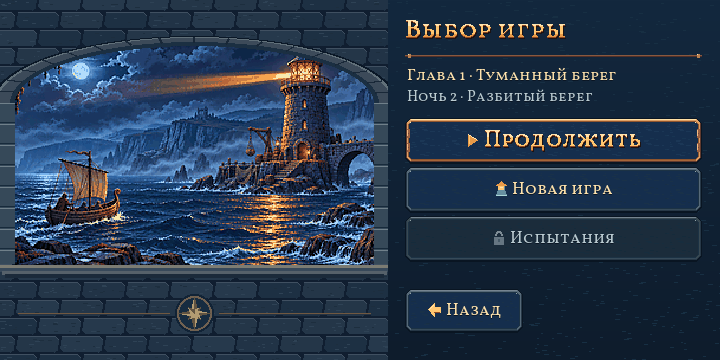 Выбор игры
Глава 1 · Туманный берег
Ночь 2 · Разбитый берег
Продолжить
Новая игра
Испытания
Назад